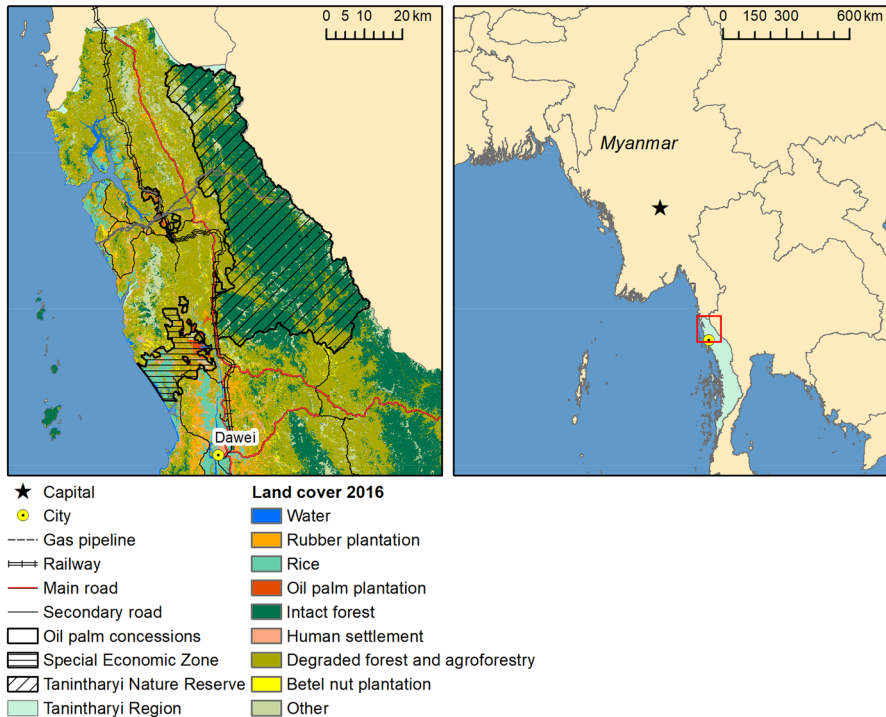 0 5 10 20 km
0 150 300 600 km
Myanmar
Dawei
Capital
City
Gas pipeline
Railway
Main road
Secondary road
Oil palm concessions
Special Economic Zone
Tanintharyi Nature Reserve
Tanintharyi Region
Land cover 2016
Water
Rubber plantation
Rice
Oil palm plantation
Intact forest
Human settlement
Degraded forest and agroforestry
Betel nut plantation
Other